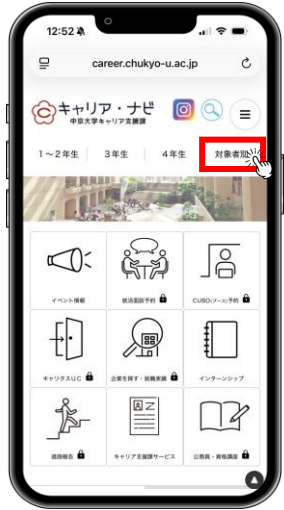 12:52
career.chukyo-u.ac.jp
キャリア・ナビ
中京大学キャリア支援課
1～2年生 3年生 4年生 対象者別
イベント情報 就活面談予約 CUBO(ブース)予約
キャリタスUC 企業を探す・就職実績 インターンシップ
進路報告 キャリア支援課サービス 公務員・資格講座